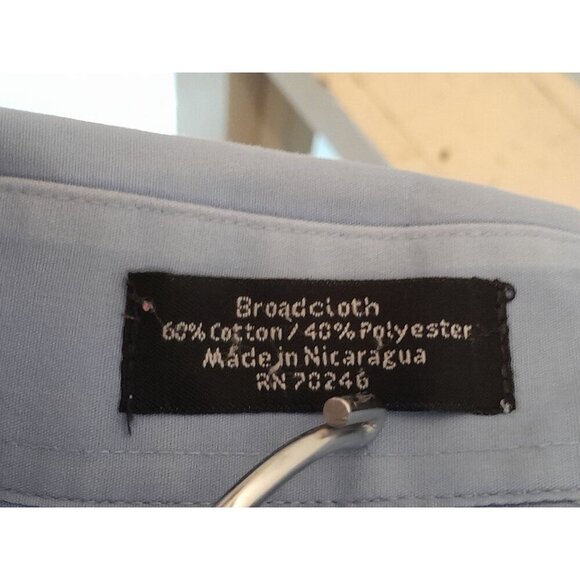 Broadcloth
60% Cotton / 40% Polyester
Made in Nicaragua
RN 70246